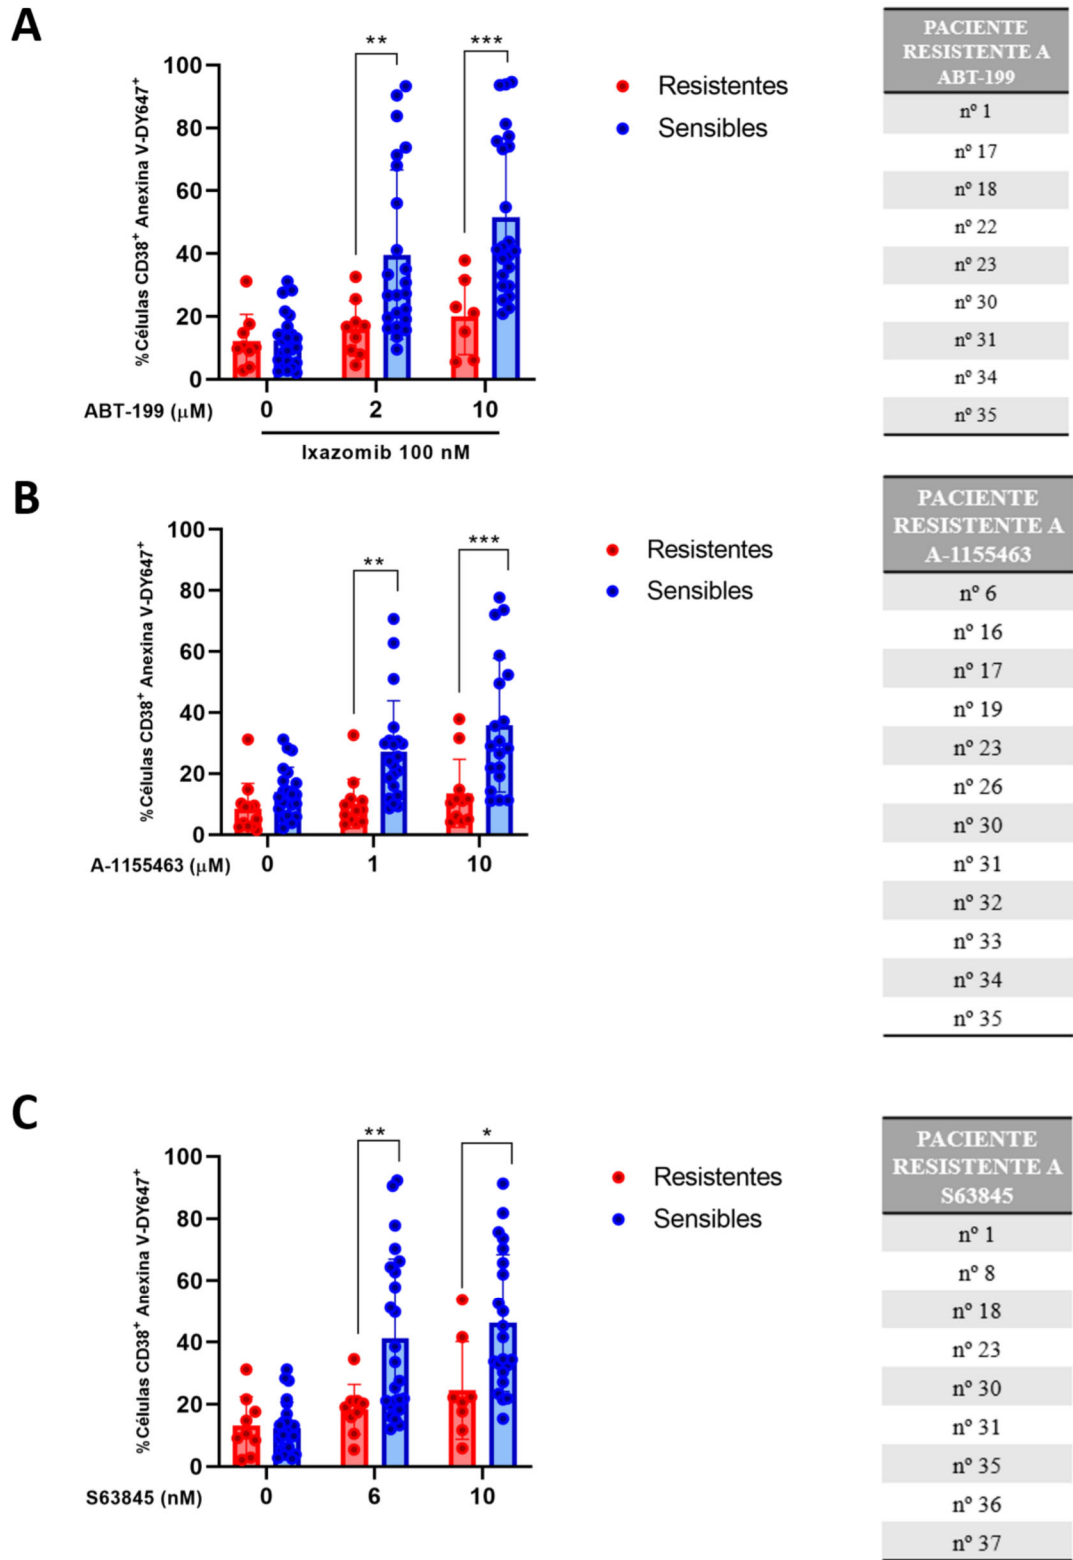 A
%Células CD38+ Anexina V-DY647+
100
80
60
40
20
0
** ***
Resistentes
Sensibles
ABT-199 (μM) 0 2 10
Ixazomib 100 nM
PACIENTE
RESISTENTE A
ABT-199
nº 1
nº 17
nº 18
nº 22
nº 23
nº 30
nº 31
nº 34
nº 35
B
%Células CD38+ Anexina V-DY647+
100
80
60
40
20
0
** ***
Resistentes
Sensibles
A-1155463 (μM) 0 1 10
PACIENTE
RESISTENTE A
A-1155463
nº 6
nº 16
nº 17
nº 19
nº 23
nº 26
nº 30
nº 31
nº 32
nº 33
nº 34
nº 35
C
%Células CD38+ Anexina V-DY647+
100
80
60
40
20
0
** *
Resistentes
Sensibles
S63845 (nM) 0 6 10
PACIENTE
RESISTENTE A
S63845
nº 1
nº 8
nº 18
nº 23
nº 30
nº 31
nº 35
nº 36
nº 37